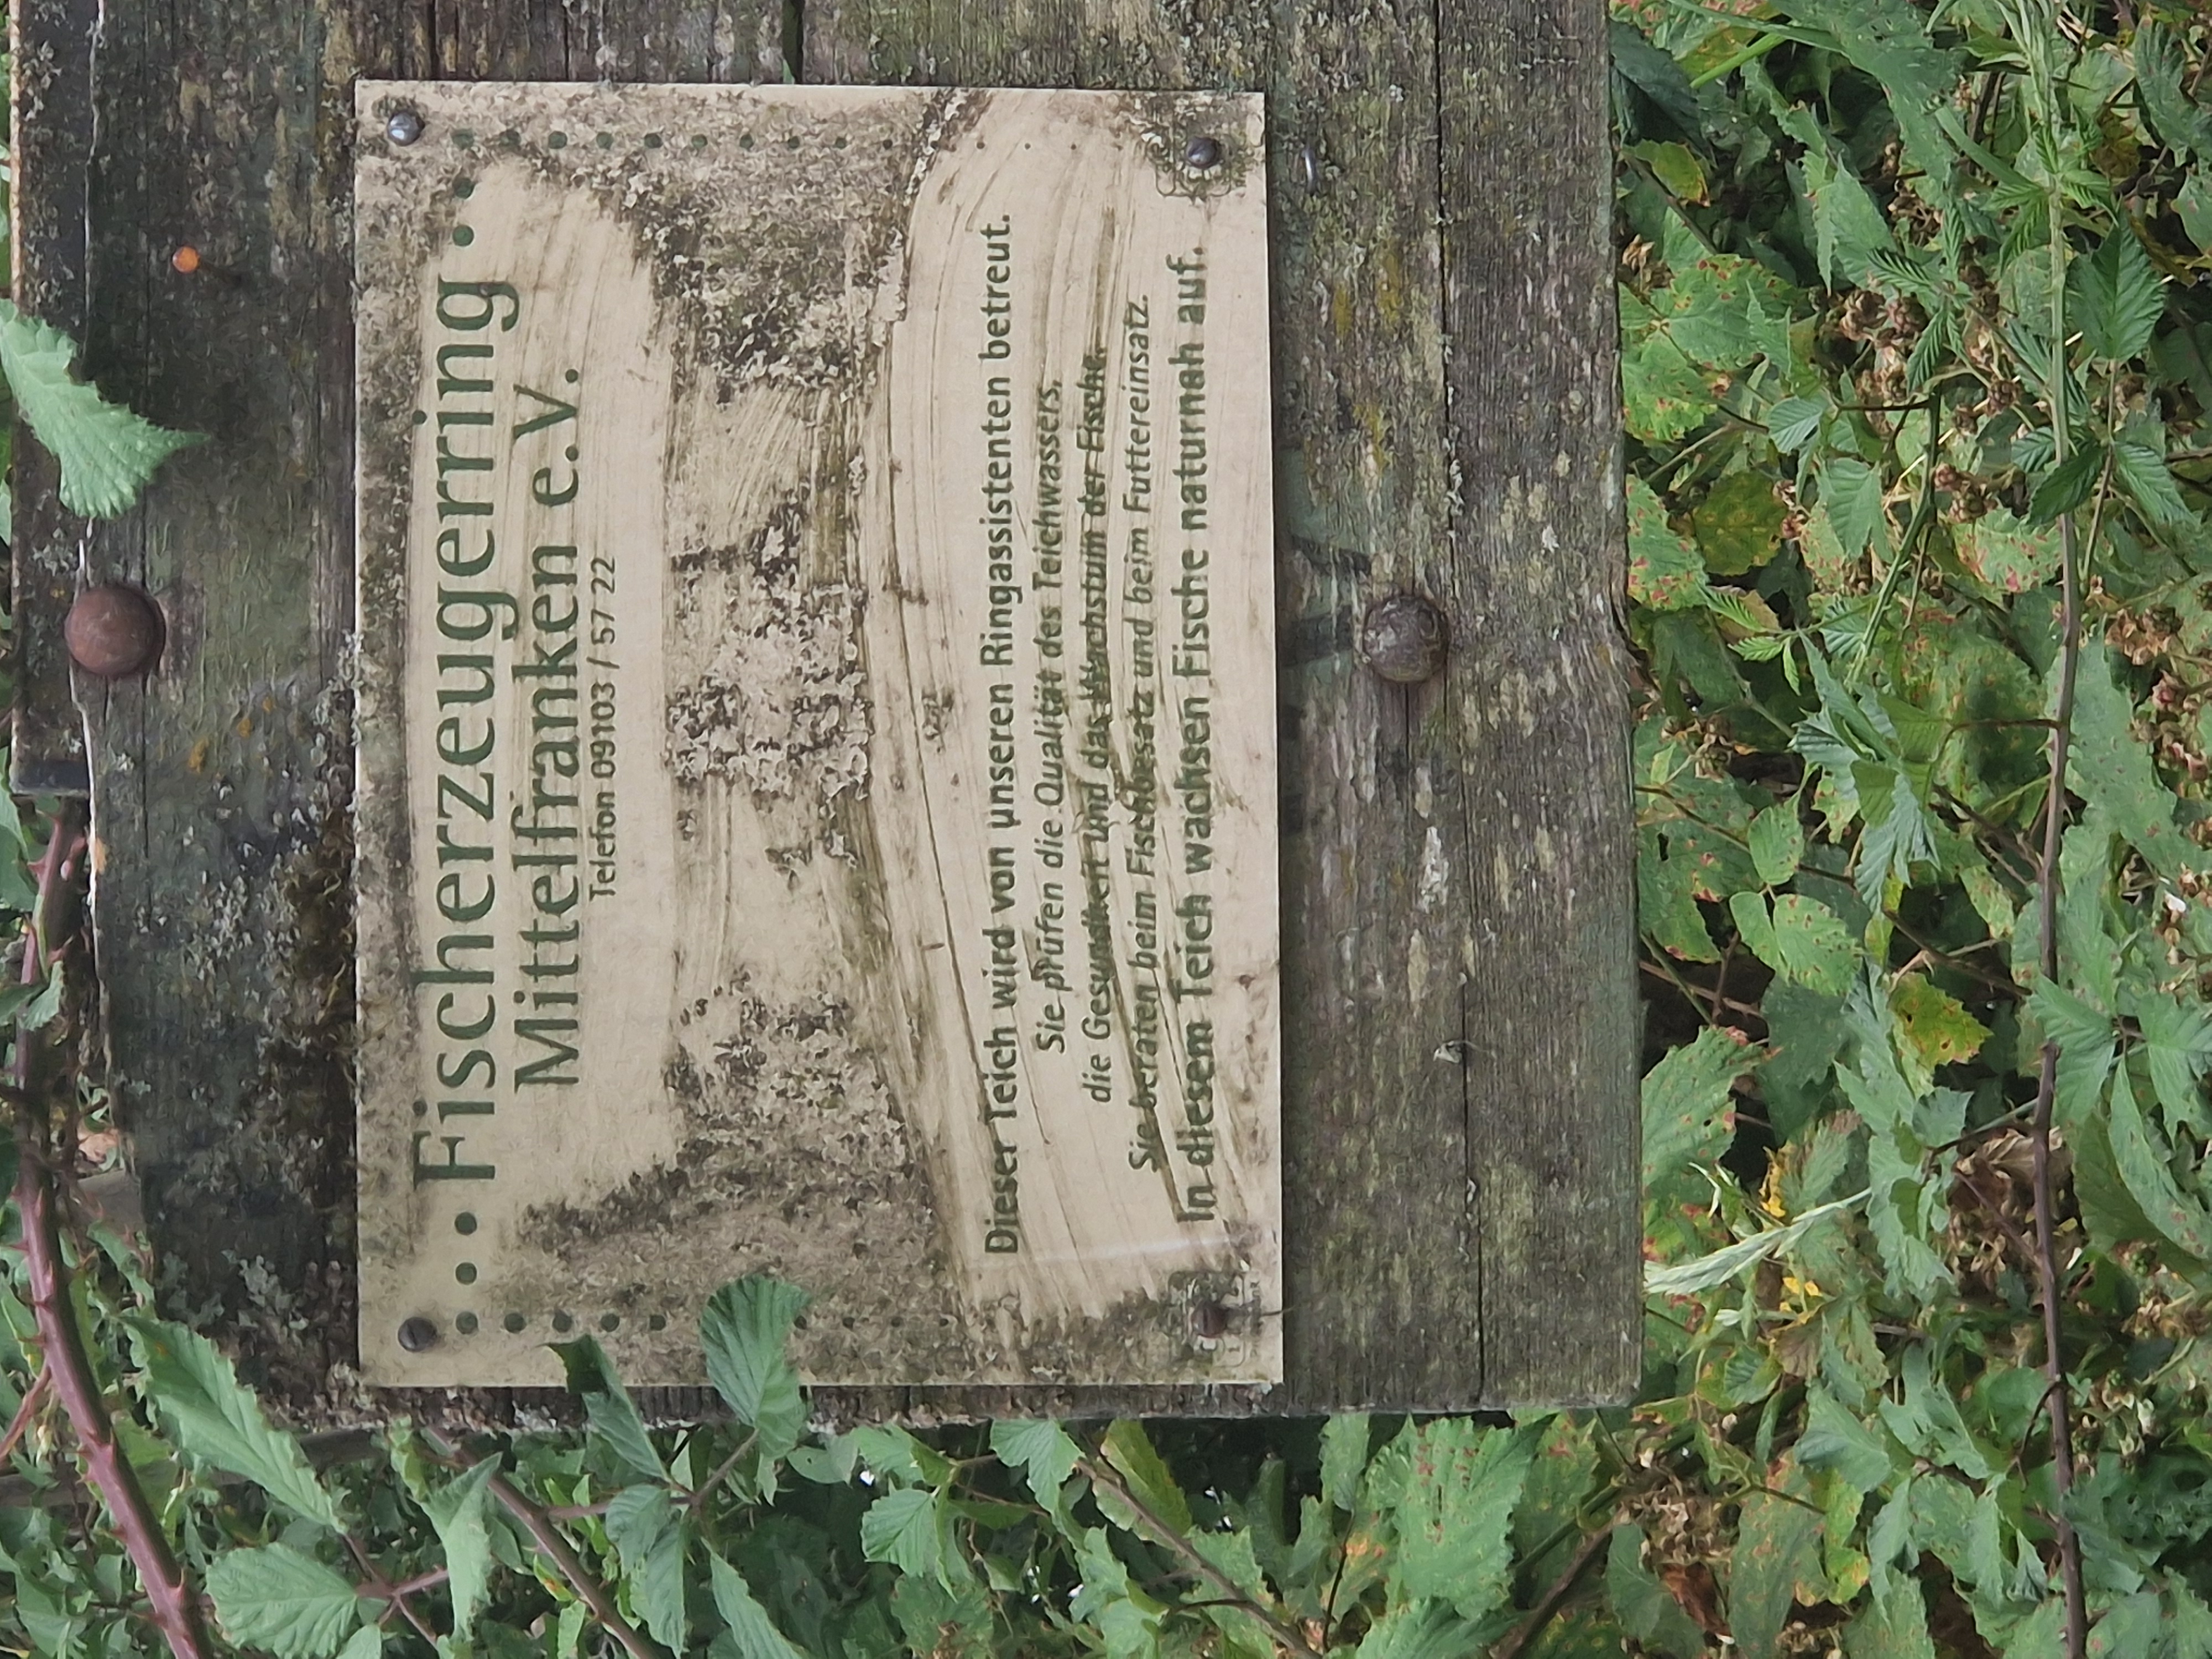 Fischerzeugerring
Mittelfranken e.V.
Telefon 09103 / 57 22
Dieser Teich wird von unseren Ringassistenten betreut.
Sie prüfen die Qualität des Teichwassers,
die Gesundheit und das Wachstum der Fische.
Sie beraten beim Fischbesatz und beim Futtereinsatz.
In diesem Teich wachsen Fische naturnah auf.